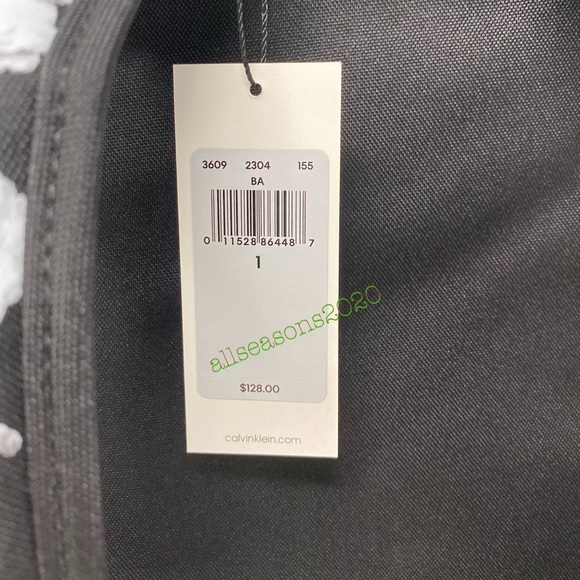 3609 2304 155
BA
0 11528 86448 7
1
allseasons2020
$128.00
calvinklein.com